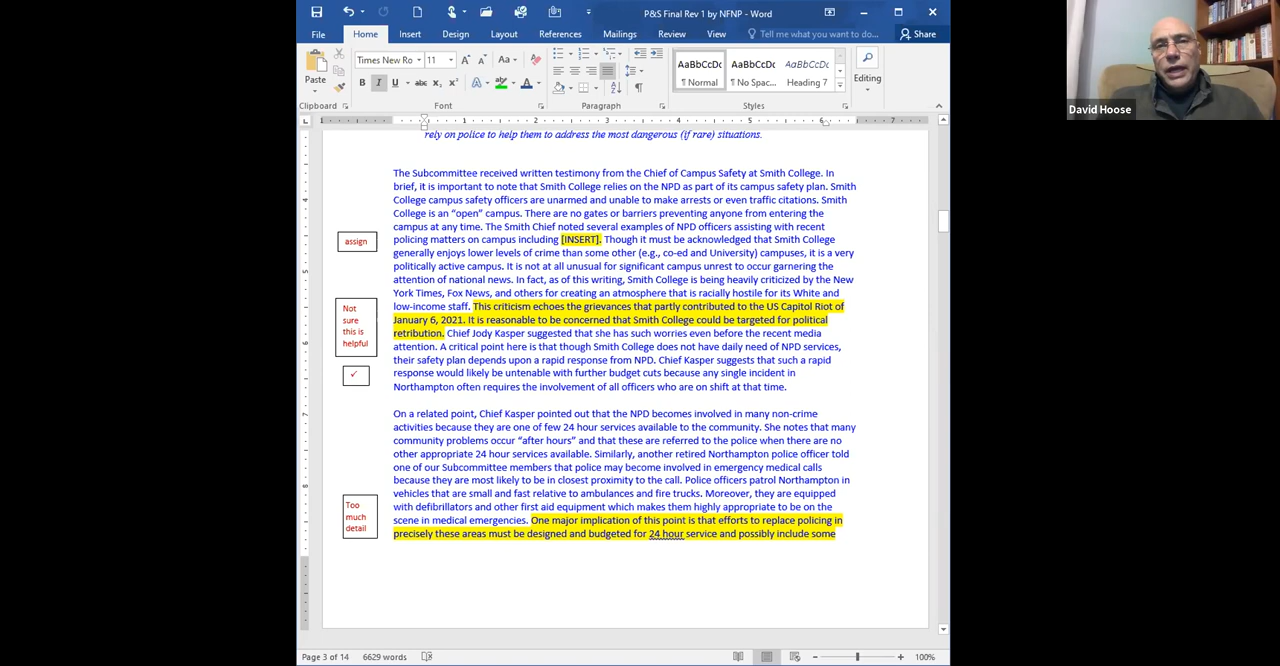 P&S Final Rev 1 by NFNP - Word
File
Home
Insert
Design
Layout
References
Mailings
Review
View
Tell me what you want to do...
Share
Paste
Times New Ro
11
Aa
B I U abc x₂ x²
AaBbCcDc
¶ Normal
AaBbCcDc
¶ No Spac...
AaBbCcDc
Heading 7
Editing
Clipboard
Font
Paragraph
Styles
David Hoose
rely on police to help them to address the most dangerous (if rare) situations.
The Subcommittee received written testimony from the Chief of Campus Safety at Smith College. In
brief, it is important to note that Smith College relies on the NPD as part of its campus safety plan. Smith
College campus safety officers are unarmed and unable to make arrests or even traffic citations. Smith
College is an “open” campus. There are no gates or barriers preventing anyone from entering the
campus at any time. The Smith Chief noted several examples of NPD officers assisting with recent
assign
policing matters on campus including [INSERT]. Though it must be acknowledged that Smith College
generally enjoys lower levels of crime than some other (e.g., co-ed and University) campuses, it is a very
politically active campus. It is not at all unusual for significant campus unrest to occur garnering the
attention of national news. In fact, as of this writing, Smith College is being heavily criticized by the New
York Times, Fox News, and others for creating an atmosphere that is racially hostile for its White and
low-income staff. This criticism echoes the grievances that partly contributed to the US Capitol Riot of
January 6, 2021. It is reasonable to be concerned that Smith College could be targeted for political
retribution. Chief Jody Kasper suggested that she has such worries even before the recent media
attention. A critical point here is that though Smith College does not have daily need of NPD services,
their safety plan depends upon a rapid response from NPD. Chief Kasper suggests that such a rapid
response would likely be untenable with further budget cuts because any single incident in
Northampton often requires the involvement of all officers who are on shift at that time.
Not
sure
this is
helpful
✓
On a related point, Chief Kasper pointed out that the NPD becomes involved in many non-crime
activities because they are one of few 24 hour services available to the community. She notes that many
community problems occur “after hours” and that these are referred to the police when there are no
other appropriate 24 hour services available. Similarly, another retired Northampton police officer told
one of our Subcommittee members that police may become involved in emergency medical calls
because they are most likely to be in closest proximity to the call. Police officers patrol Northampton in
vehicles that are small and fast relative to ambulances and fire trucks. Moreover, they are equipped
with defibrillators and other first aid equipment which makes them highly appropriate to be on the
scene in medical emergencies. One major implication of this point is that efforts to replace policing in
precisely these areas must be designed and budgeted for 24 hour service and possibly include some
Too
much
detail
Page 3 of 14
6629 words
100%